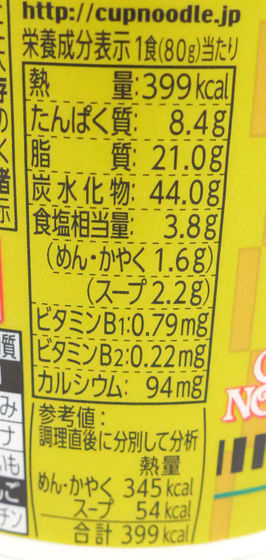 http://cupnoodle.jp
栄養成分表示 1食(80g)当たり
熱量:399kcal
たんぱく質: 8.4g
脂質: 21.0g
炭水化物: 44.0g
食塩相当量: 3.8g
(めん・かやく 1.6g)
(スープ 2.2g)
ビタミンB1:0.79mg
ビタミンB2:0.22mg
カルシウム: 94mg
参考値:
調理直後に分別して分析
熱量
めん・かやく 345kcal
スープ 54kcal
合計 399kcal